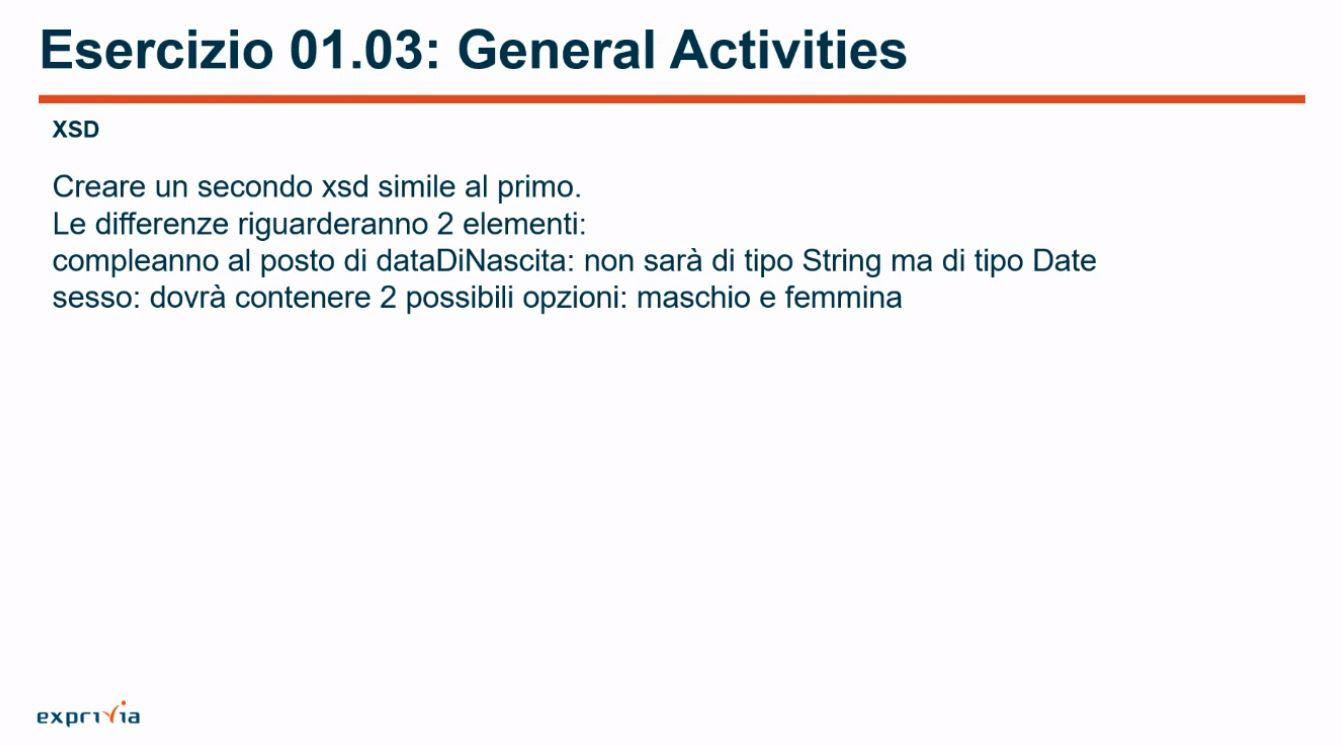 Esercizio 01.03: General Activities
XSD
Creare un secondo xsd simile al primo.
Le differenze riguarderanno 2 elementi:
compleanno al posto di dataDiNascita: non sarà di tipo String ma di tipo Date
sesso: dovrà contenere 2 possibili opzioni: maschio e femmina
exprivia